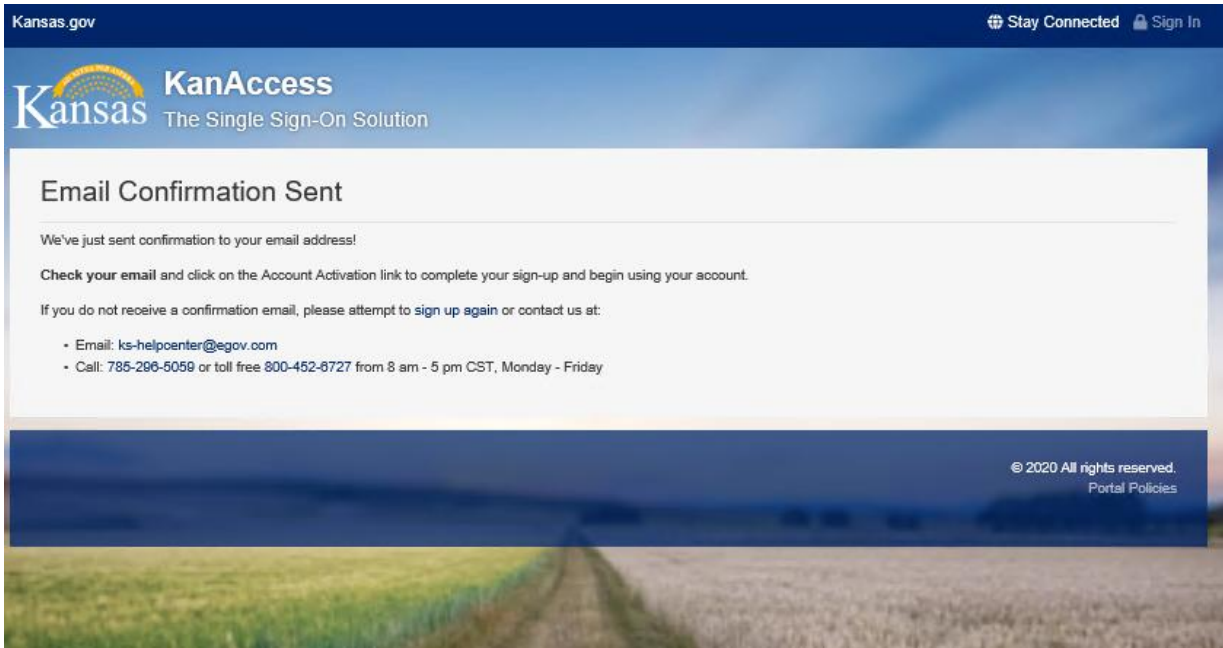 Kansas.gov
Stay Connected Sign In
Kansas
KanAccess
The Single Sign-On Solution
Email Confirmation Sent
We've just sent confirmation to your email address!
Check your email and click on the Account Activation link to complete your sign-up and begin using your account.
If you do not receive a confirmation email, please attempt to sign up again or contact us at:
• Email: ks-helpcenter@egov.com
• Call: 785-296-5059 or toll free 800-452-6727 from 8 am - 5 pm CST, Monday - Friday
© 2020 All rights reserved.
Portal Policies